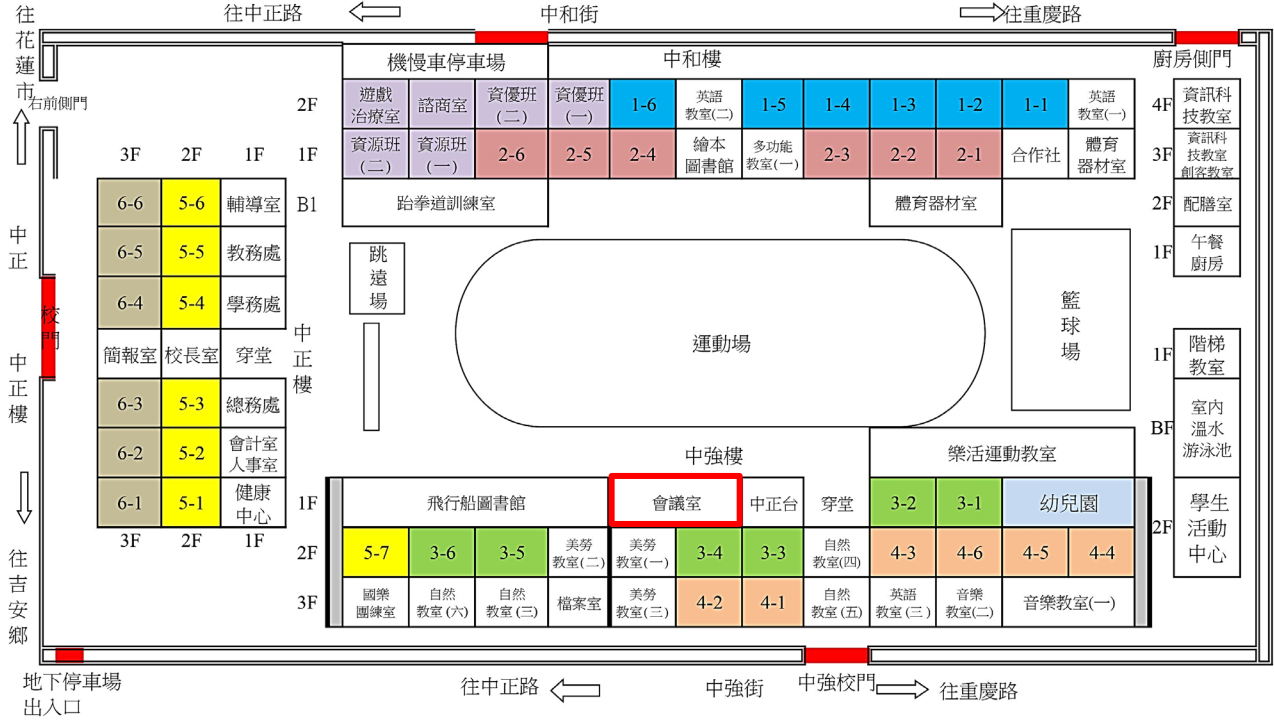 往中正路
中和街
往重慶路
往花蓮市
右前側門
機慢車停車場
中和樓
廚房側門
2F
遊戲
治療室
諮商室
資優班
(二)
資優班
(一)
1-6
英語
教室(二)
1-5
1-4
1-3
1-2
1-1
英語
教室(一)
4F
資訊科
技教室
1F
資源班
(二)
資源班
(一)
2-6
2-5
2-4
繪本
圖書館
多功能
教室(一)
2-3
2-2
2-1
合作社
體育
器材室
3F
資訊科
技教室
創客教室
B1
跆拳道訓練室
體育器材室
2F
配膳室
1F
午餐
廚房
3F
2F
1F
6-6
5-6
輔導室
6-5
5-5
教務處
6-4
5-4
學務處
簡報室
校長室
穿堂
6-3
5-3
總務處
6-2
5-2
會計室
人事室
6-1
5-1
健康
中心
3F
2F
1F
中正
校門
中正樓
往吉安鄉
中正樓
跳遠場
運動場
籃球場
1F
階梯
教室
BF
室內
溫水
游泳池
2F
學生
活動
中心
中強樓
樂活運動教室
1F
飛行船圖書館
會議室
中正台
穿堂
3-2
3-1
幼兒園
2F
5-7
3-6
3-5
美勞
教室(二)
美勞
教室(一)
3-4
3-3
自然
教室(四)
4-3
4-6
4-5
4-4
3F
國樂
團練室
自然
教室(六)
自然
教室(三)
檔案室
美勞
教室(三)
4-2
4-1
自然
教室(五)
英語
教室(三)
音樂
教室(二)
音樂教室(一)
地下停車場
出入口
往中正路
中強街
中強校門
往重慶路